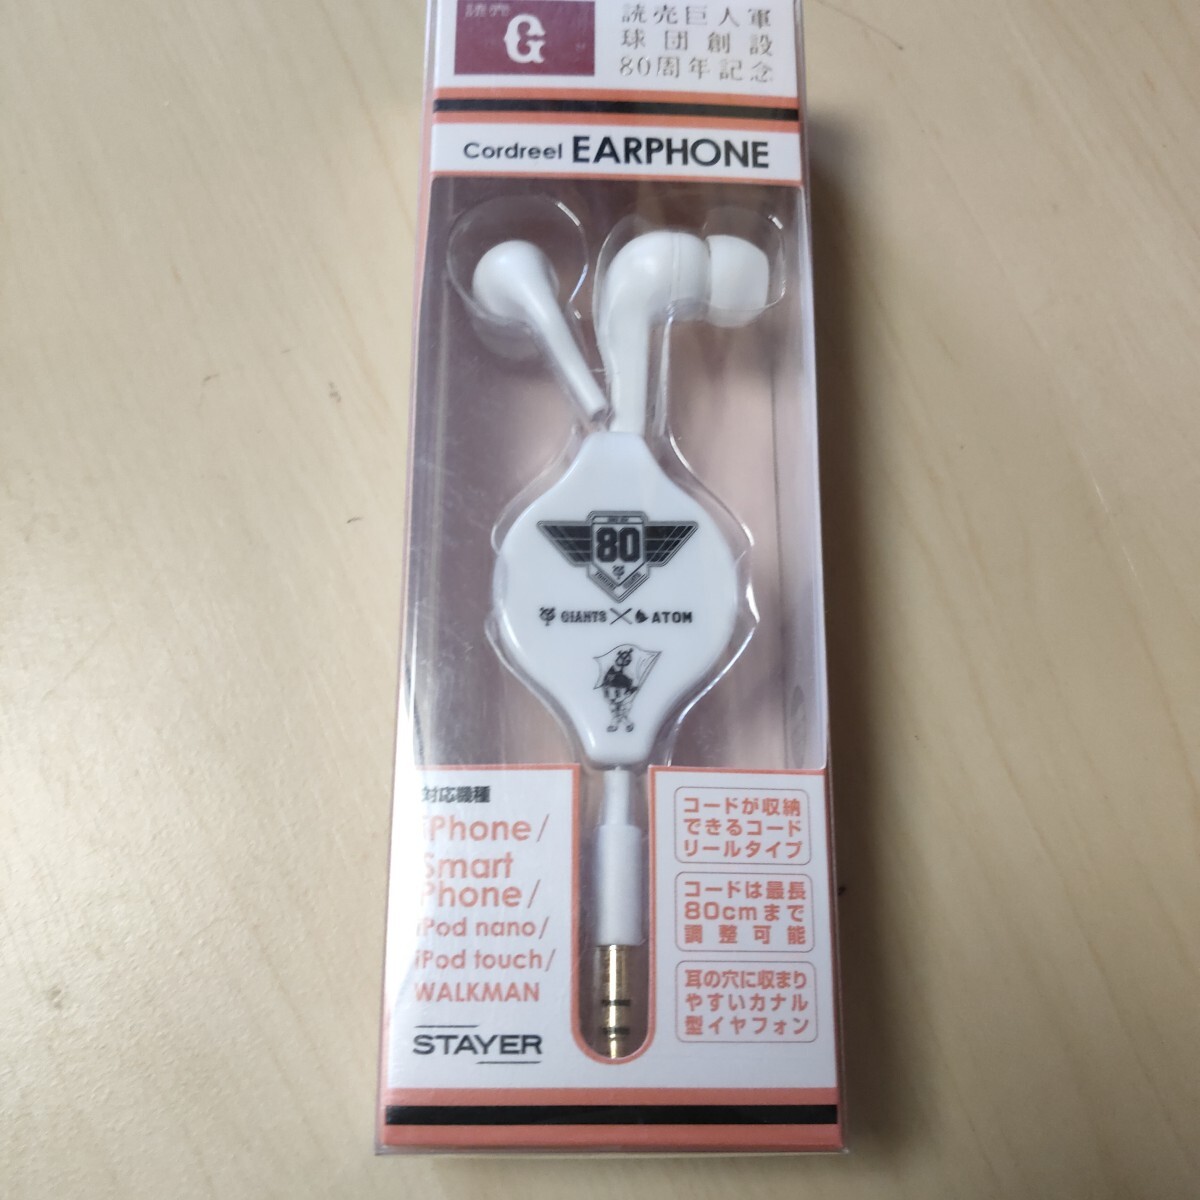 読売
G
読売巨人軍
球団創設
80周年記念
Cordreel EARPHONE
80
GIANTS X ATOM
対応機種
iPhone/
Smart
Phone/
iPod nano/
iPod touch/
WALKMAN
STAYER
コードが収納
できるコード
リールタイプ
コードは最長
80cmまで
調整可能
耳の穴に収まり
やすいカナル
型イヤフォン